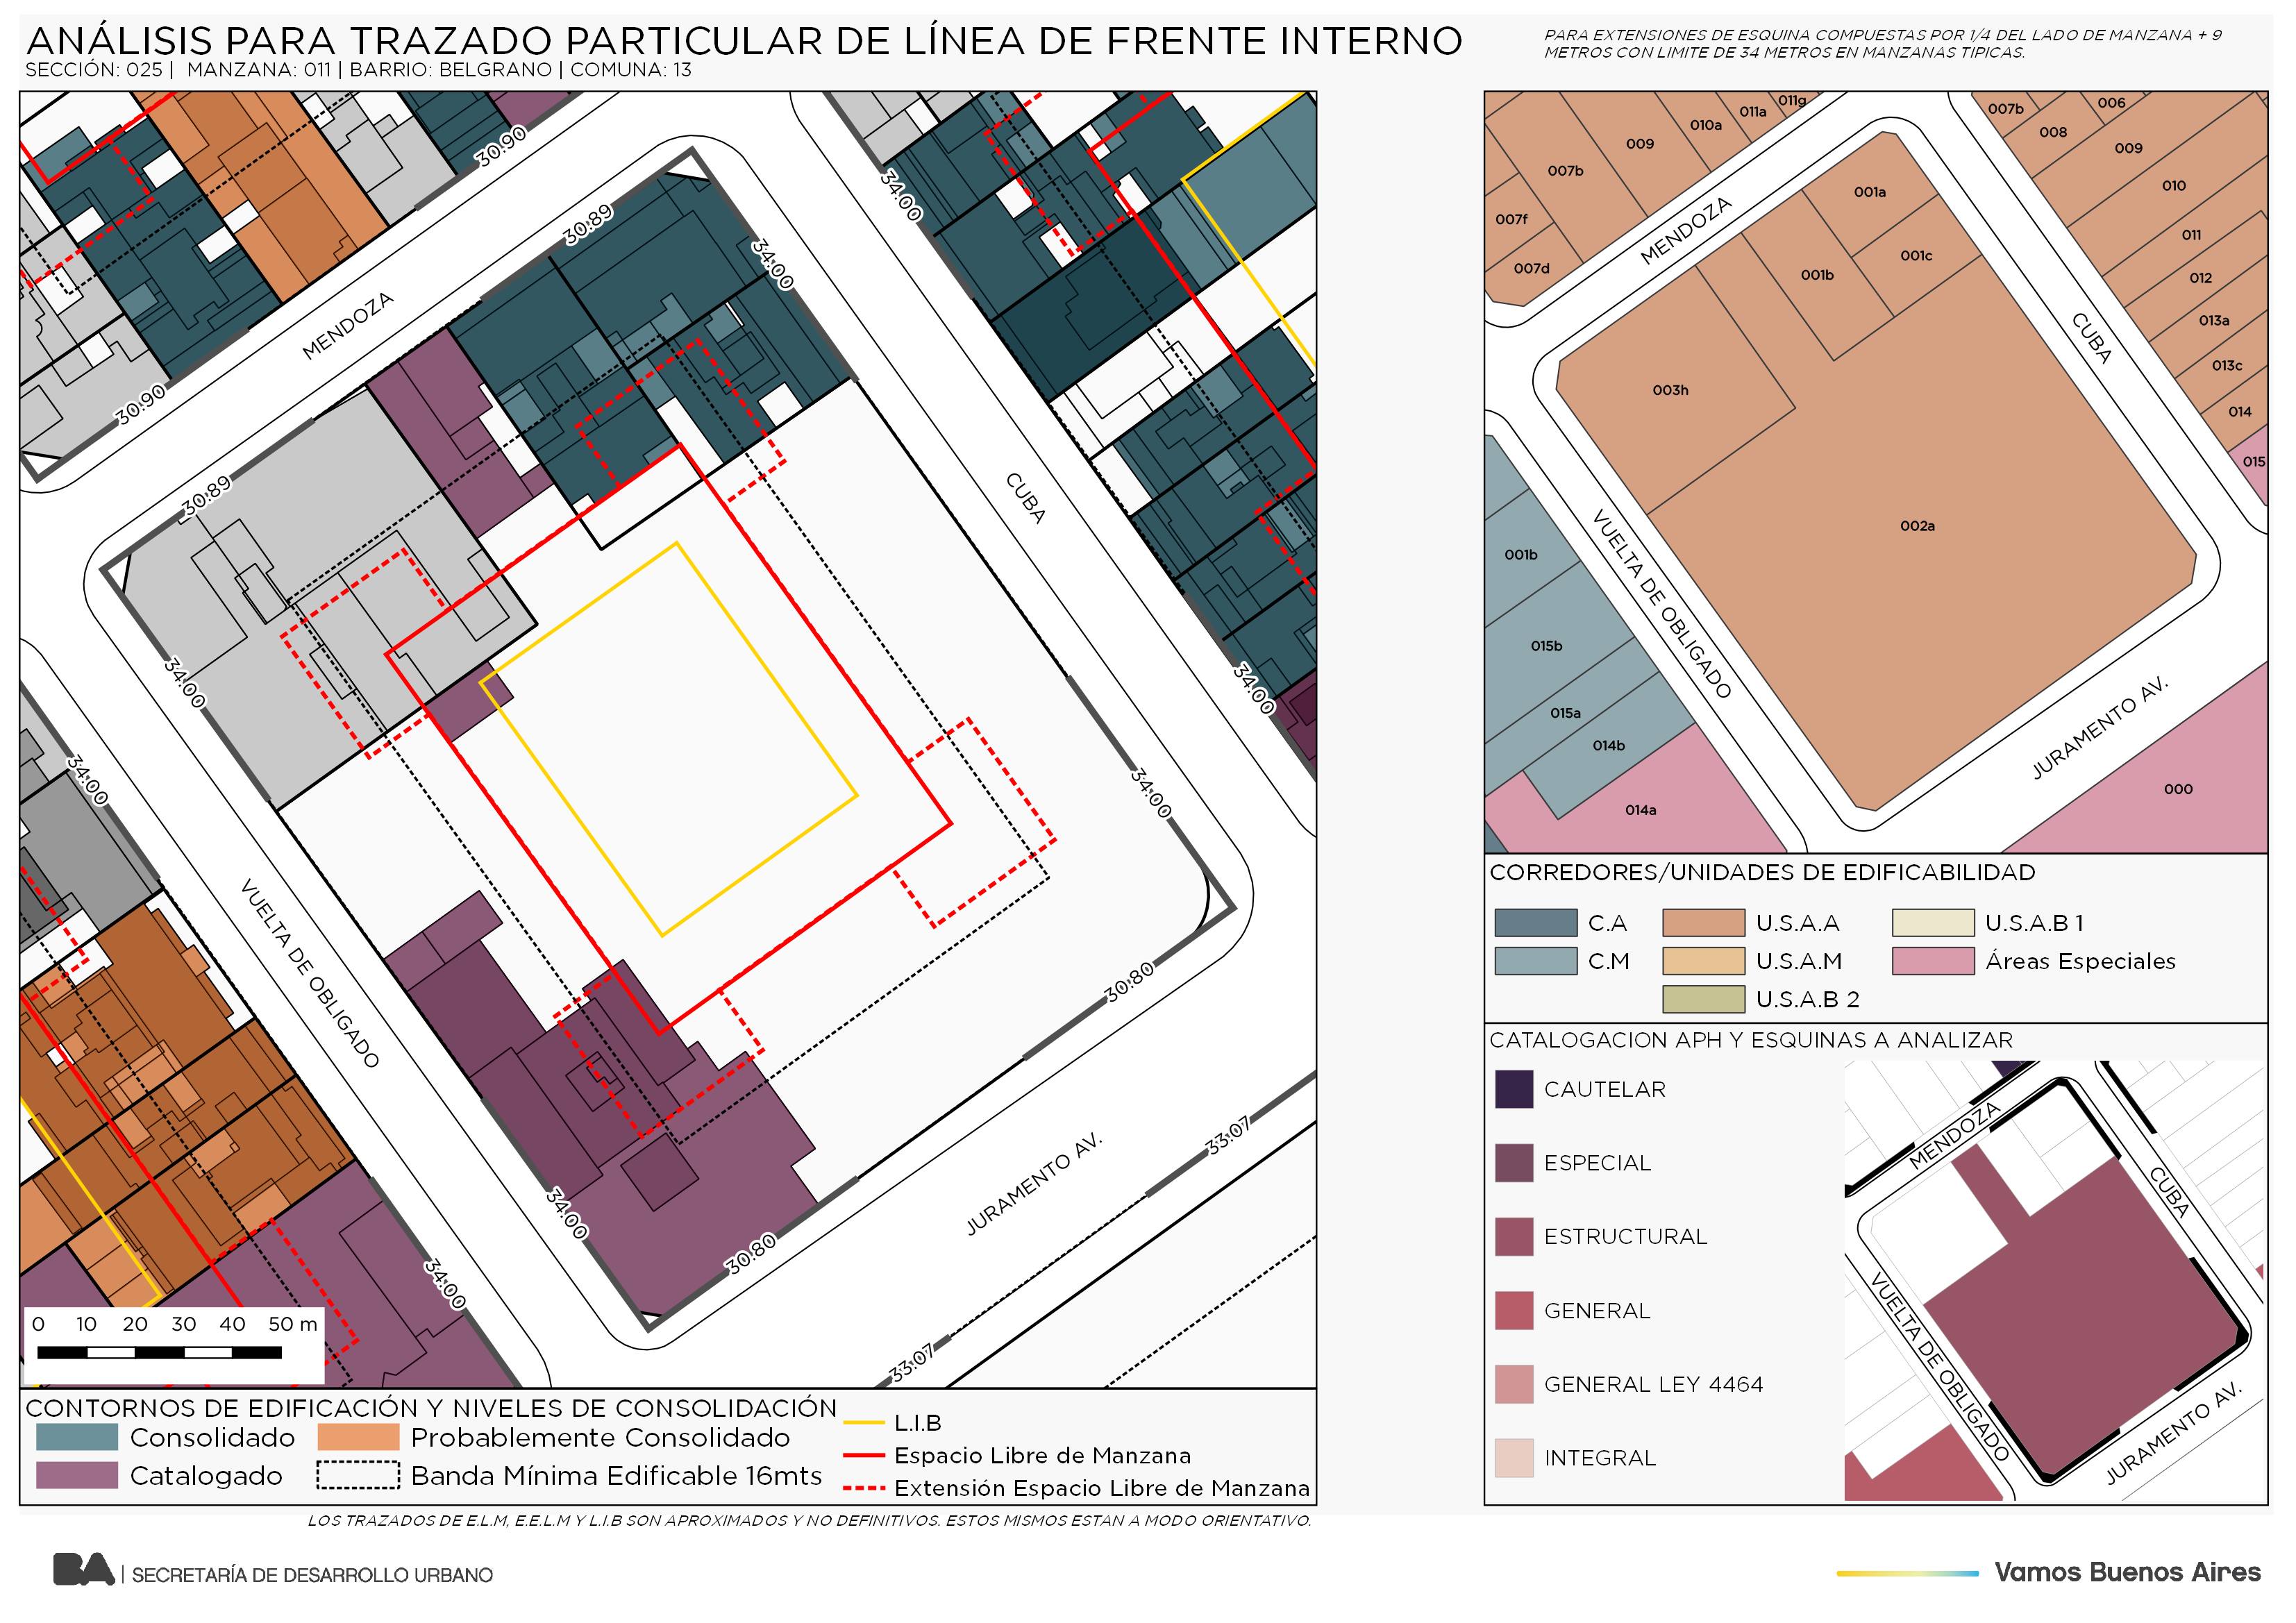 ANÁLISIS PARA TRAZADO PARTICULAR DE LÍNEA DE FRENTE INTERNO
SECCIÓN: 025 | MANZANA: 011 | BARRIO: BELGRANO | COMUNA: 13
PARA EXTENSIONES DE ESQUINA COMPUESTAS POR 1/4 DEL LADO DE MANZANA + 9
METROS CON LIMITE DE 34 METROS EN MANZANAS TIPICAS.
30.90
30.89
34.00
34.00
MENDOZA
30.90
30.89
CUBA
34.00
34.00
34.00
34.00
VUELTA DE OBLIGADO
30.80
JURAMENTO AV.
33.07
34.00
30.80
34.00
33.07
0 10 20 30 40 50 m
CONTORNOS DE EDIFICACIÓN Y NIVELES DE CONSOLIDACIÓN
Consolidado
Probablemente Consolidado
Catalogado
Banda Mínima Edificable 16mts
L.I.B
Espacio Libre de Manzana
Extensión Espacio Libre de Manzana
LOS TRAZADOS DE E.L.M, E.E.L.M Y L.I.B SON APROXIMADOS Y NO DEFINITIVOS. ESTOS MISMOS ESTAN A MODO ORIENTATIVO.
011g
011a
010a
009
007b
007f
007d
007b
006
008
009
010
011
012
013a
013c
014
015
MENDOZA
001a
001c
001b
003h
002a
CUBA
VUELTA DE OBLIGADO
JURAMENTO AV.
001b
015b
015a
014b
014a
000
CORREDORES/UNIDADES DE EDIFICABILIDAD
C.A
U.S.A.A
U.S.A.B 1
C.M
U.S.A.M
Áreas Especiales
U.S.A.B 2
CATALOGACION APH Y ESQUINAS A ANALIZAR
CAUTELAR
ESPECIAL
ESTRUCTURAL
GENERAL
GENERAL LEY 4464
INTEGRAL
MENDOZA
CUBA
VUELTA DE OBLIGADO
JURAMENTO AV.
BA | SECRETARÍA DE DESARROLLO URBANO
Vamos Buenos Aires